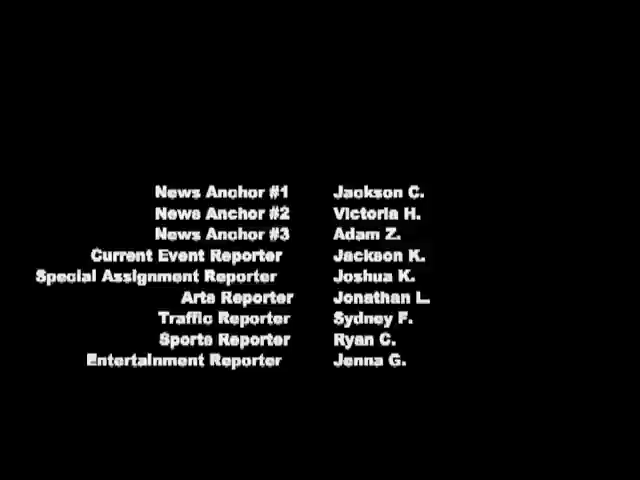 News Anchor #1 Jackson C.
News Anchor #2 Victoria H.
News Anchor #3 Adam Z.
Current Event Reporter Jackson K.
Special Assignment Reporter Joshua K.
Arts Reporter Jonathan L.
Traffic Reporter Sydney F.
Sports Reporter Ryan C.
Entertainment Reporter Jenna G.